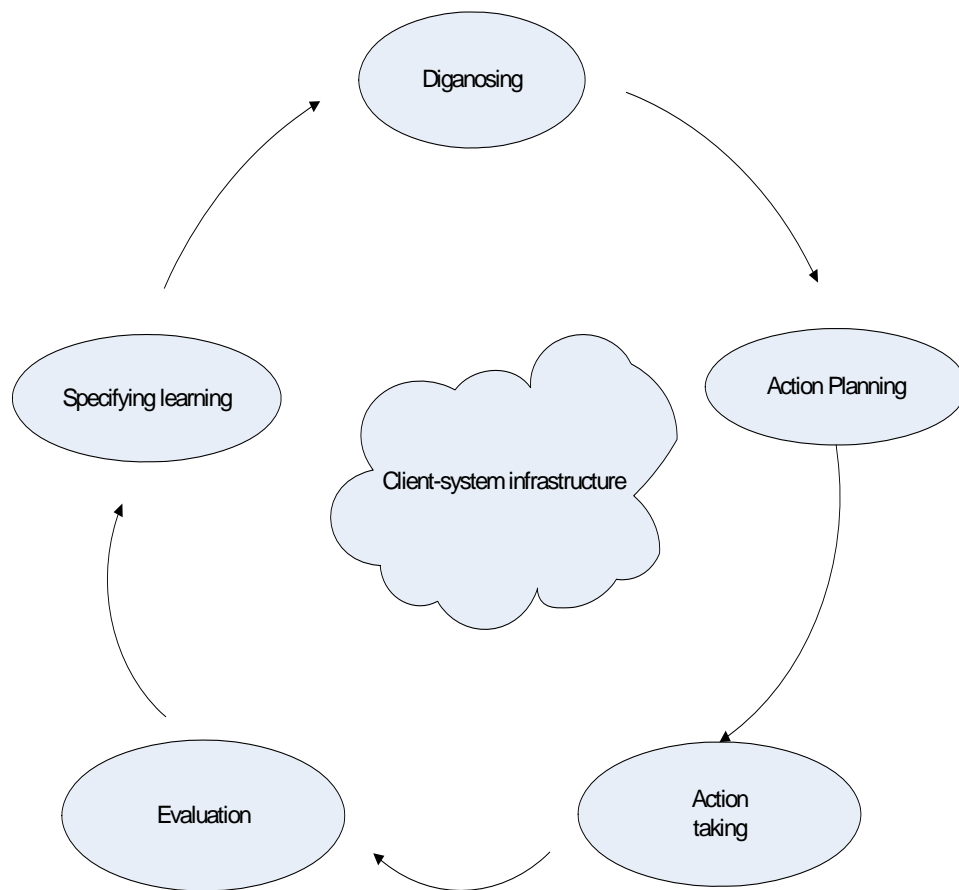 Diganosing
Specifying learning
Action Planning
Client-system infrastructure
Evaluation
Action
taking